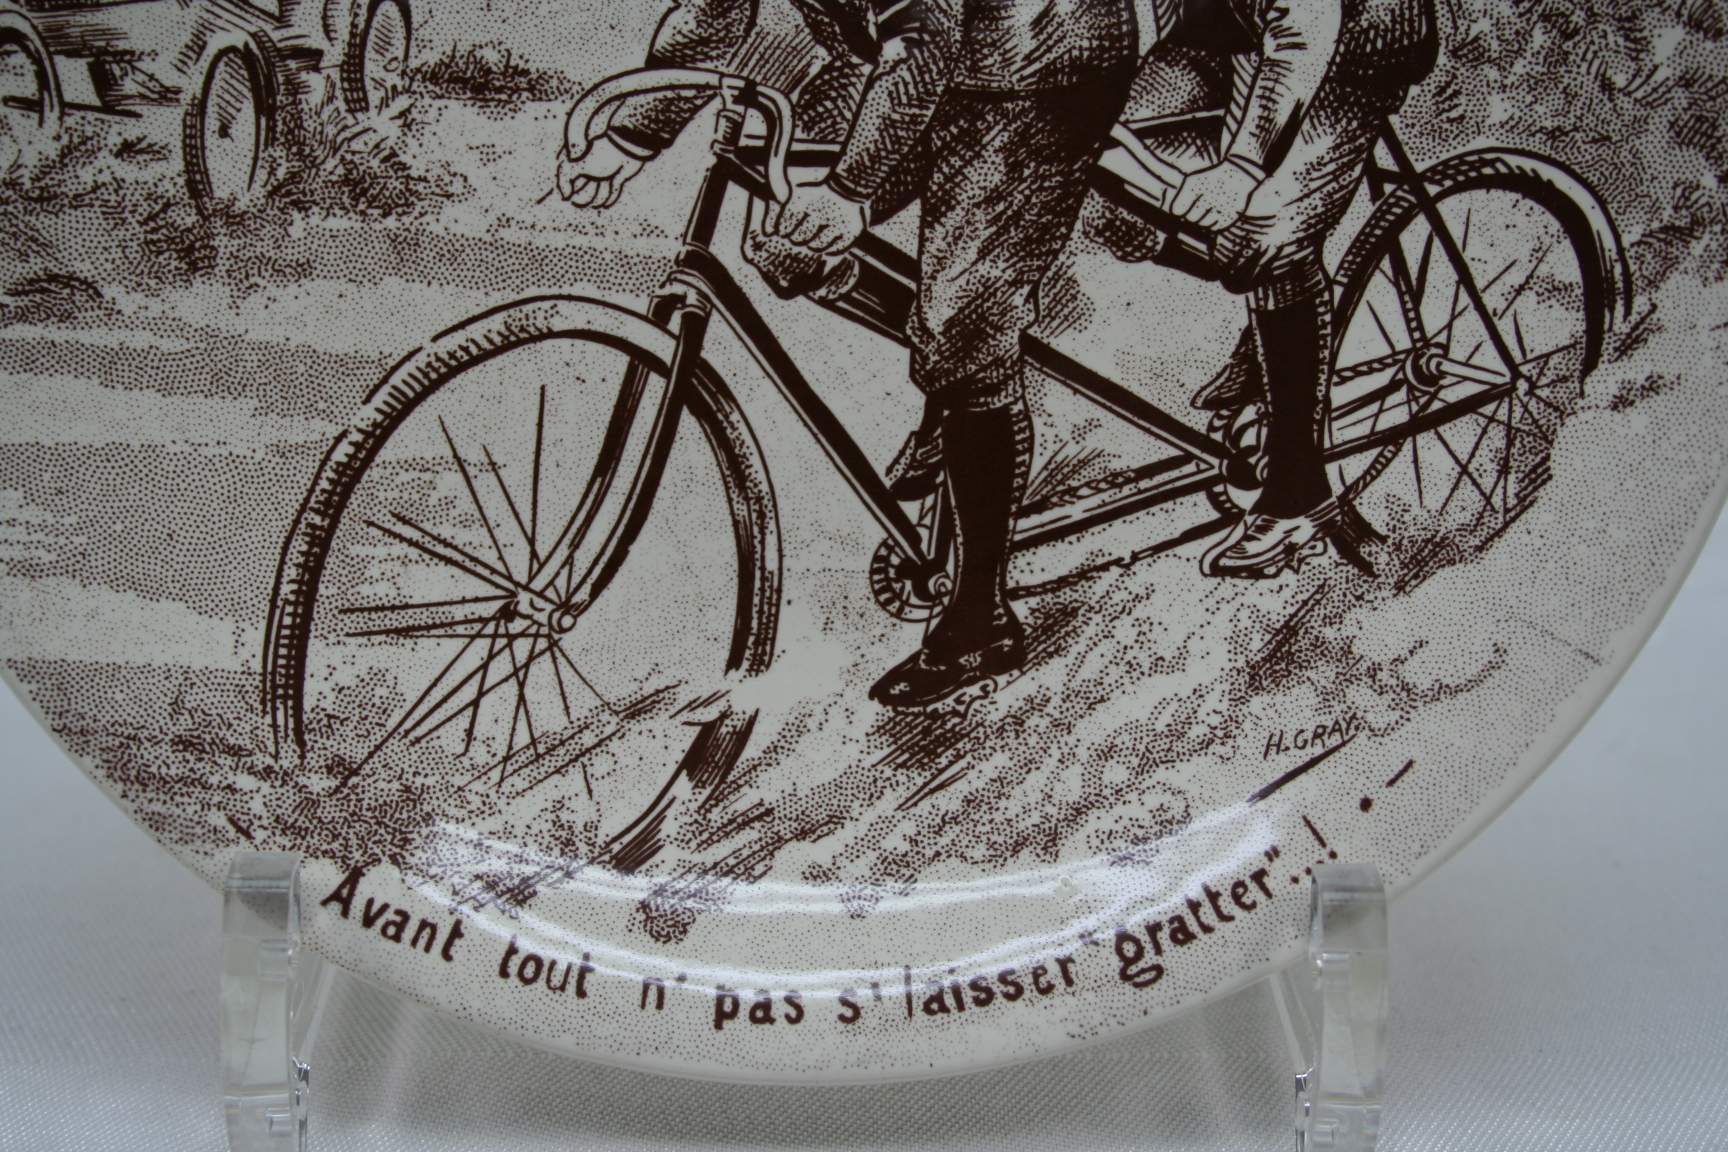 H-GRAY.
Avant tout n' pas s' laisser "gratter"...!